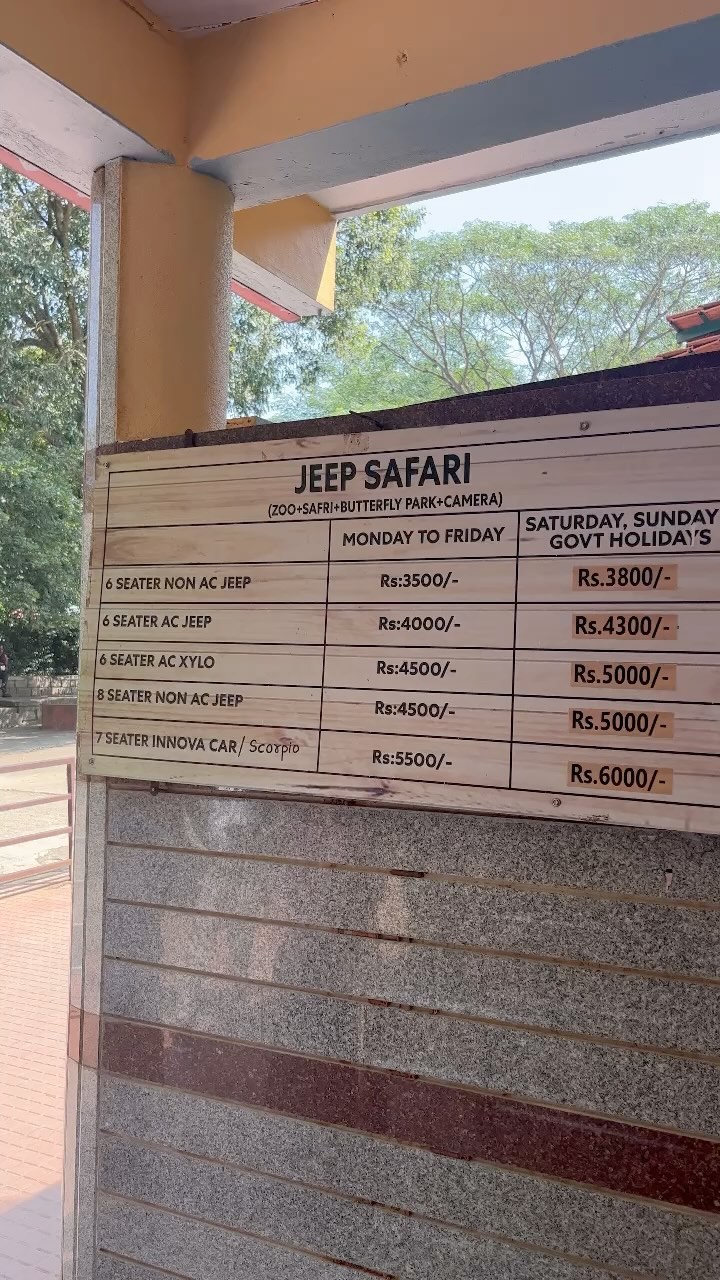 JEEP SAFARI
(ZOO+SAFRI+BUTTERFLY PARK+CAMERA)
MONDAY TO FRIDAY
SATURDAY, SUNDAY
GOVT HOLIDAYS
6 SEATER NON AC JEEP Rs:3500/- Rs.3800/-
6 SEATER AC JEEP Rs:4000/- Rs.4300/-
6 SEATER AC XYLO Rs:4500/- Rs.5000/-
8 SEATER NON AC JEEP Rs:4500/- Rs.5000/-
7 SEATER INNOVA CAR/ Scorpio Rs:5500/- Rs.6000/-